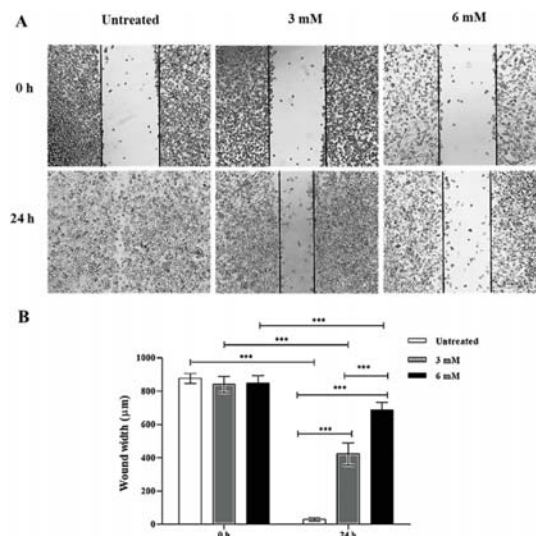 A
Untreated
3 mM
6 mM
0 h
24 h
B
***
***
***
***
***
***
Untreated
3 mM
6 mM
Wound width (µm)
1000
800
600
400
200
0
0 h
24 h